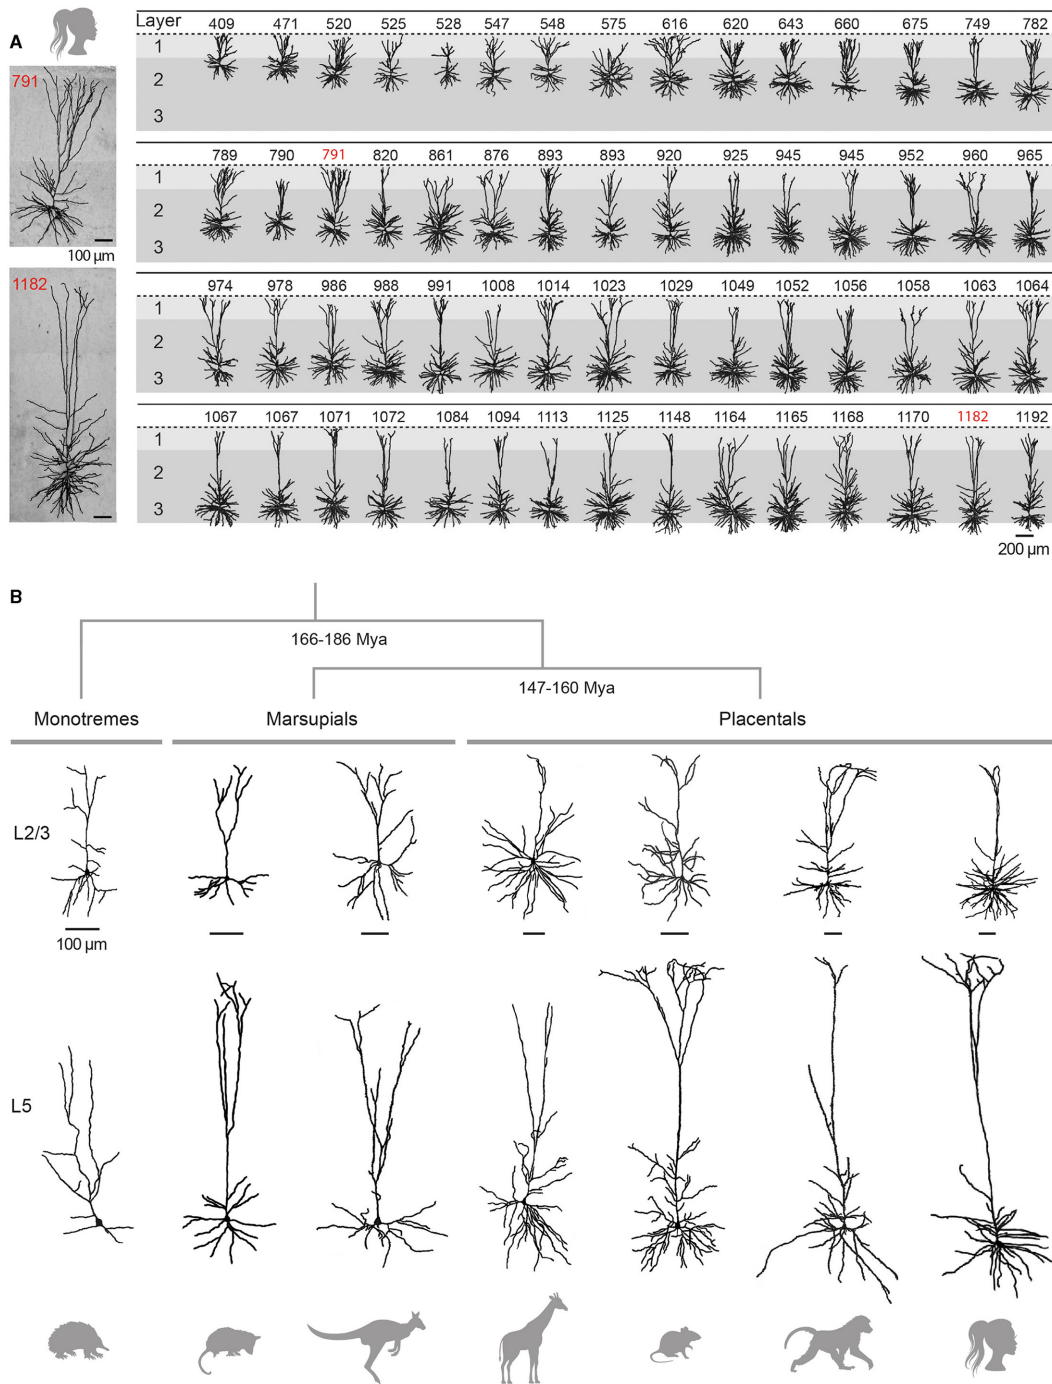 A
791
100 µm
1182
Layer 409 471 520 525 528 547 548 575 616 620 643 660 675 749 782
1
2
3
789 790 791 820 861 876 893 893 920 925 945 945 952 960 965
1
2
3
974 978 986 988 991 1008 1014 1023 1029 1049 1052 1056 1058 1063 1064
1
2
3
1067 1067 1071 1072 1084 1094 1113 1125 1148 1164 1165 1168 1170 1182 1192
1
2
3
200 µm
B
166-186 Mya
147-160 Mya
Monotremes Marsupials Placentals
L2/3
100 µm
L5